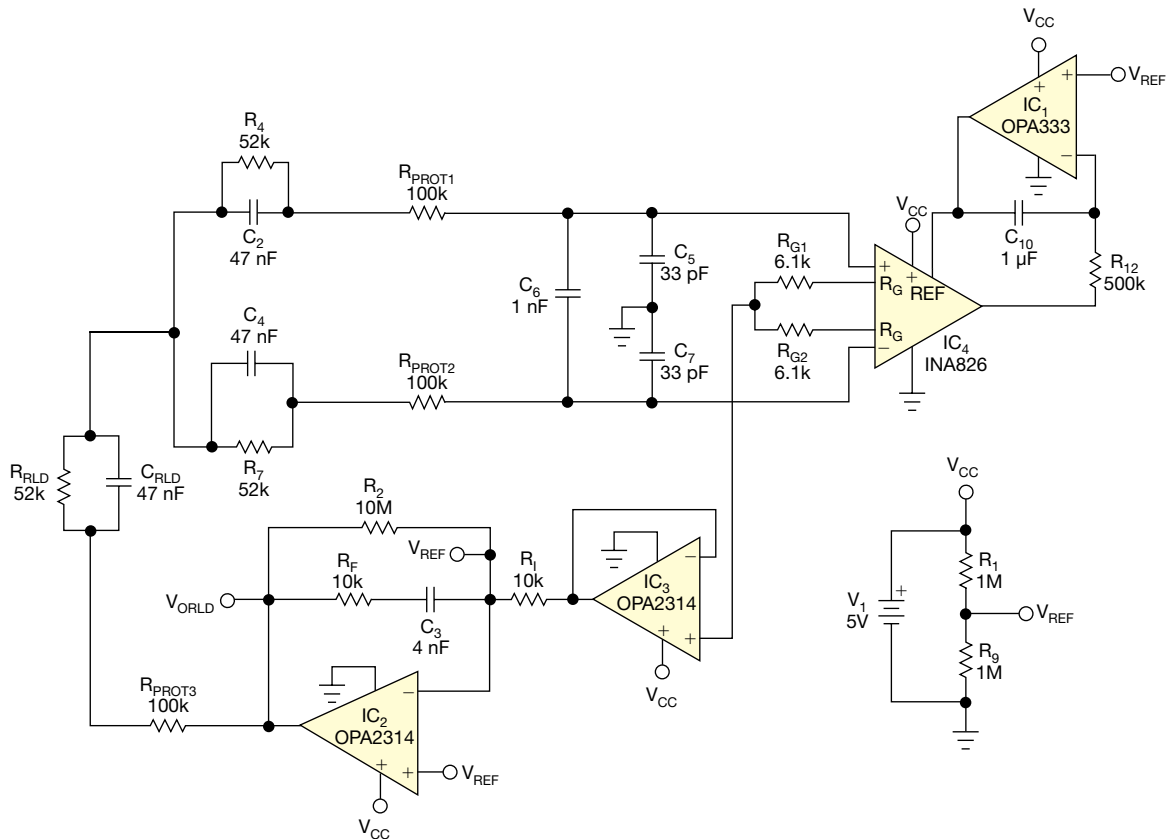 V_CC
+
V_REF
IC_1
OPA333
−
R_4
52k
C_2
47 nF
R_PROT1
100k
V_CC
C_10
1 µF
R_12
500k
C_5
33 pF
R_G1
6.1k
+
R_G
+
REF
C_6
1 nF
R_G
−
IC_4
INA826
C_4
47 nF
C_7
33 pF
R_G2
6.1k
R_PROT2
100k
R_7
52k
R_RLD
52k
C_RLD
47 nF
R_2
10M
V_REF
V_CC
R_F
10k
R_I
10k
−
IC_3
OPA2314
+
+
V_CC
V_ORLD
C_3
4 nF
V_1
5V
+
R_1
1M
V_REF
R_9
1M
R_PROT3
100k
−
IC_2
OPA2314
+
+
V_REF
V_CC